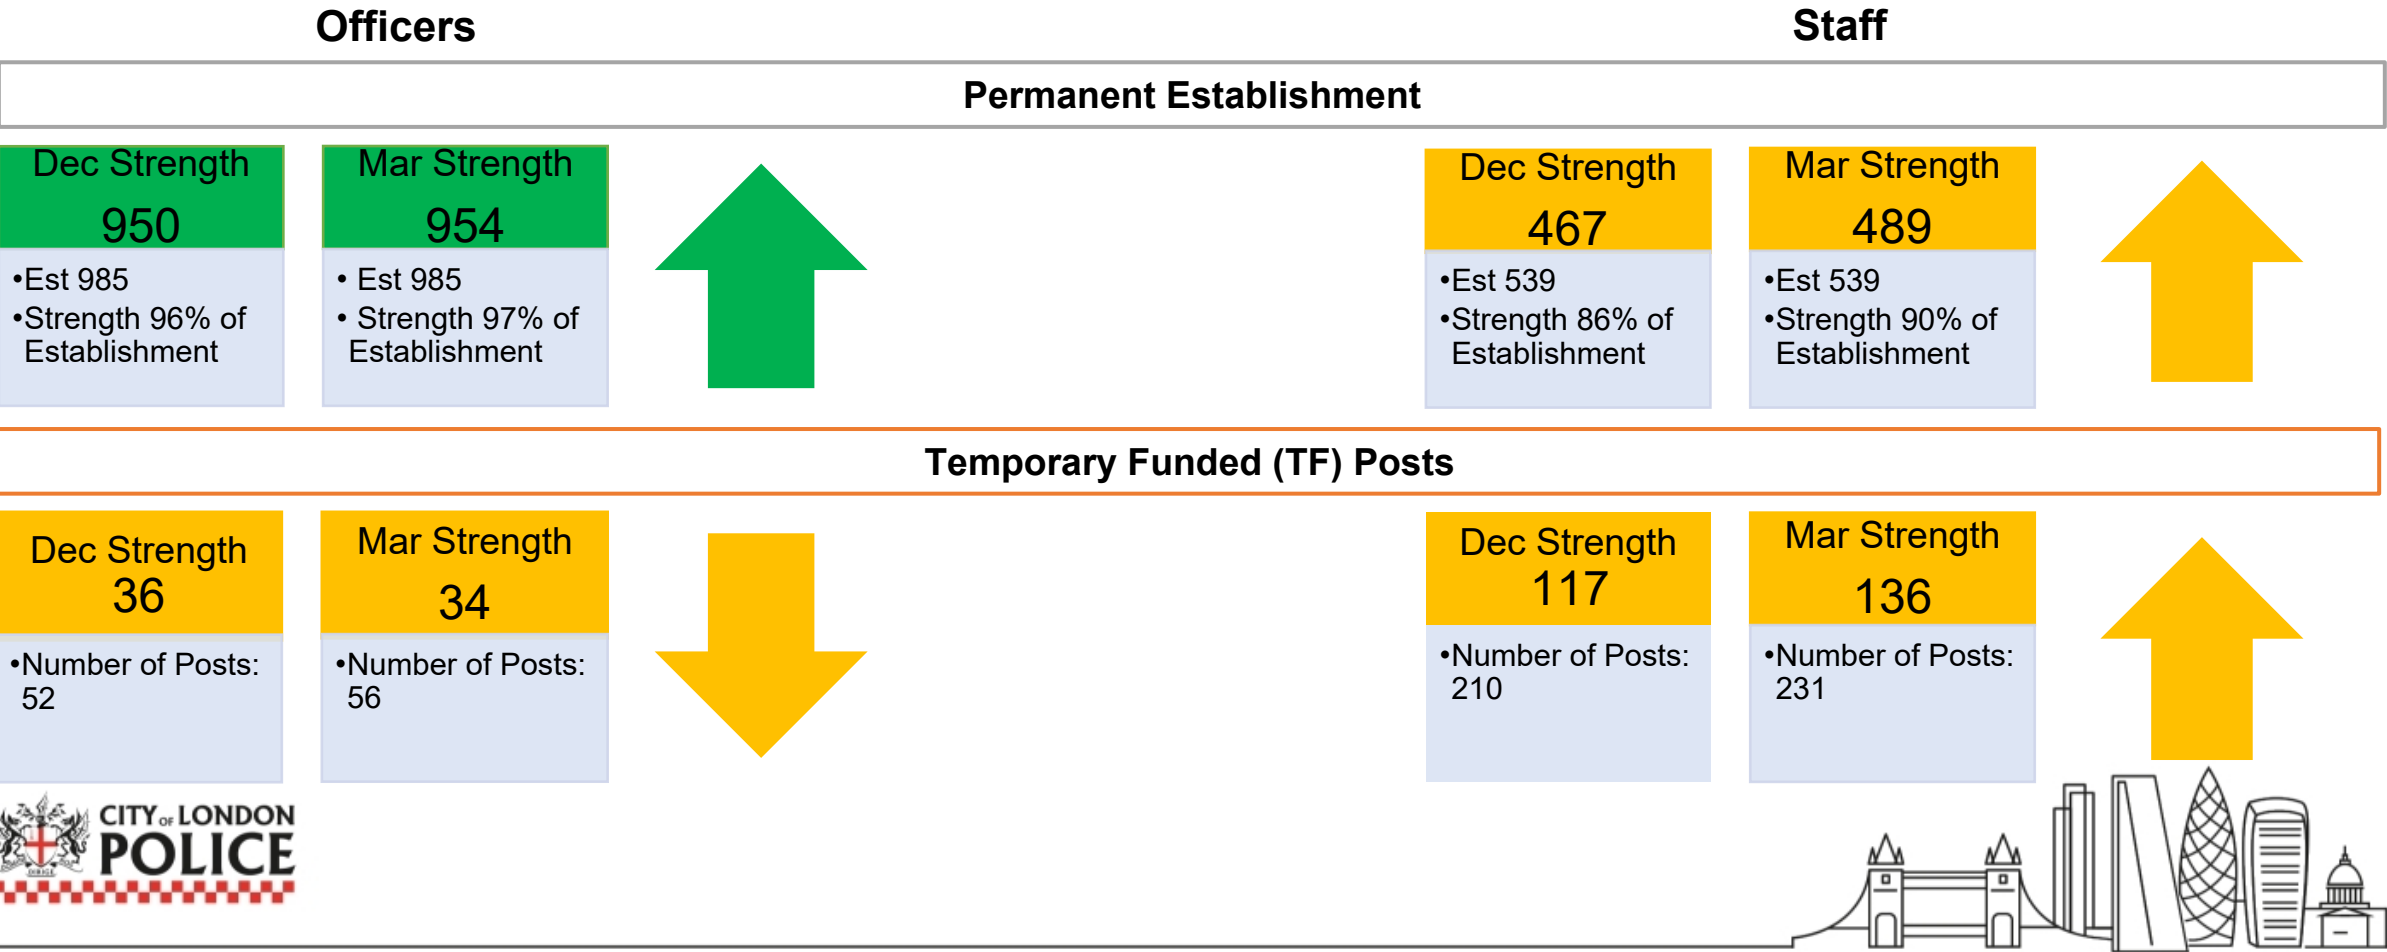 Officers
Staff
Permanent Establishment
Dec Strength
950
•Est 985
•Strength 96% of
Establishment
Mar Strength
954
• Est 985
• Strength 97% of
Establishment
Dec Strength
467
•Est 539
•Strength 86% of
Establishment
Mar Strength
489
•Est 539
•Strength 90% of
Establishment
Temporary Funded (TF) Posts
Dec Strength
36
•Number of Posts:
52
Mar Strength
34
•Number of Posts:
56
Dec Strength
117
•Number of Posts:
210
Mar Strength
136
•Number of Posts:
231
CITY OF LONDON
POLICE
DIRIGE